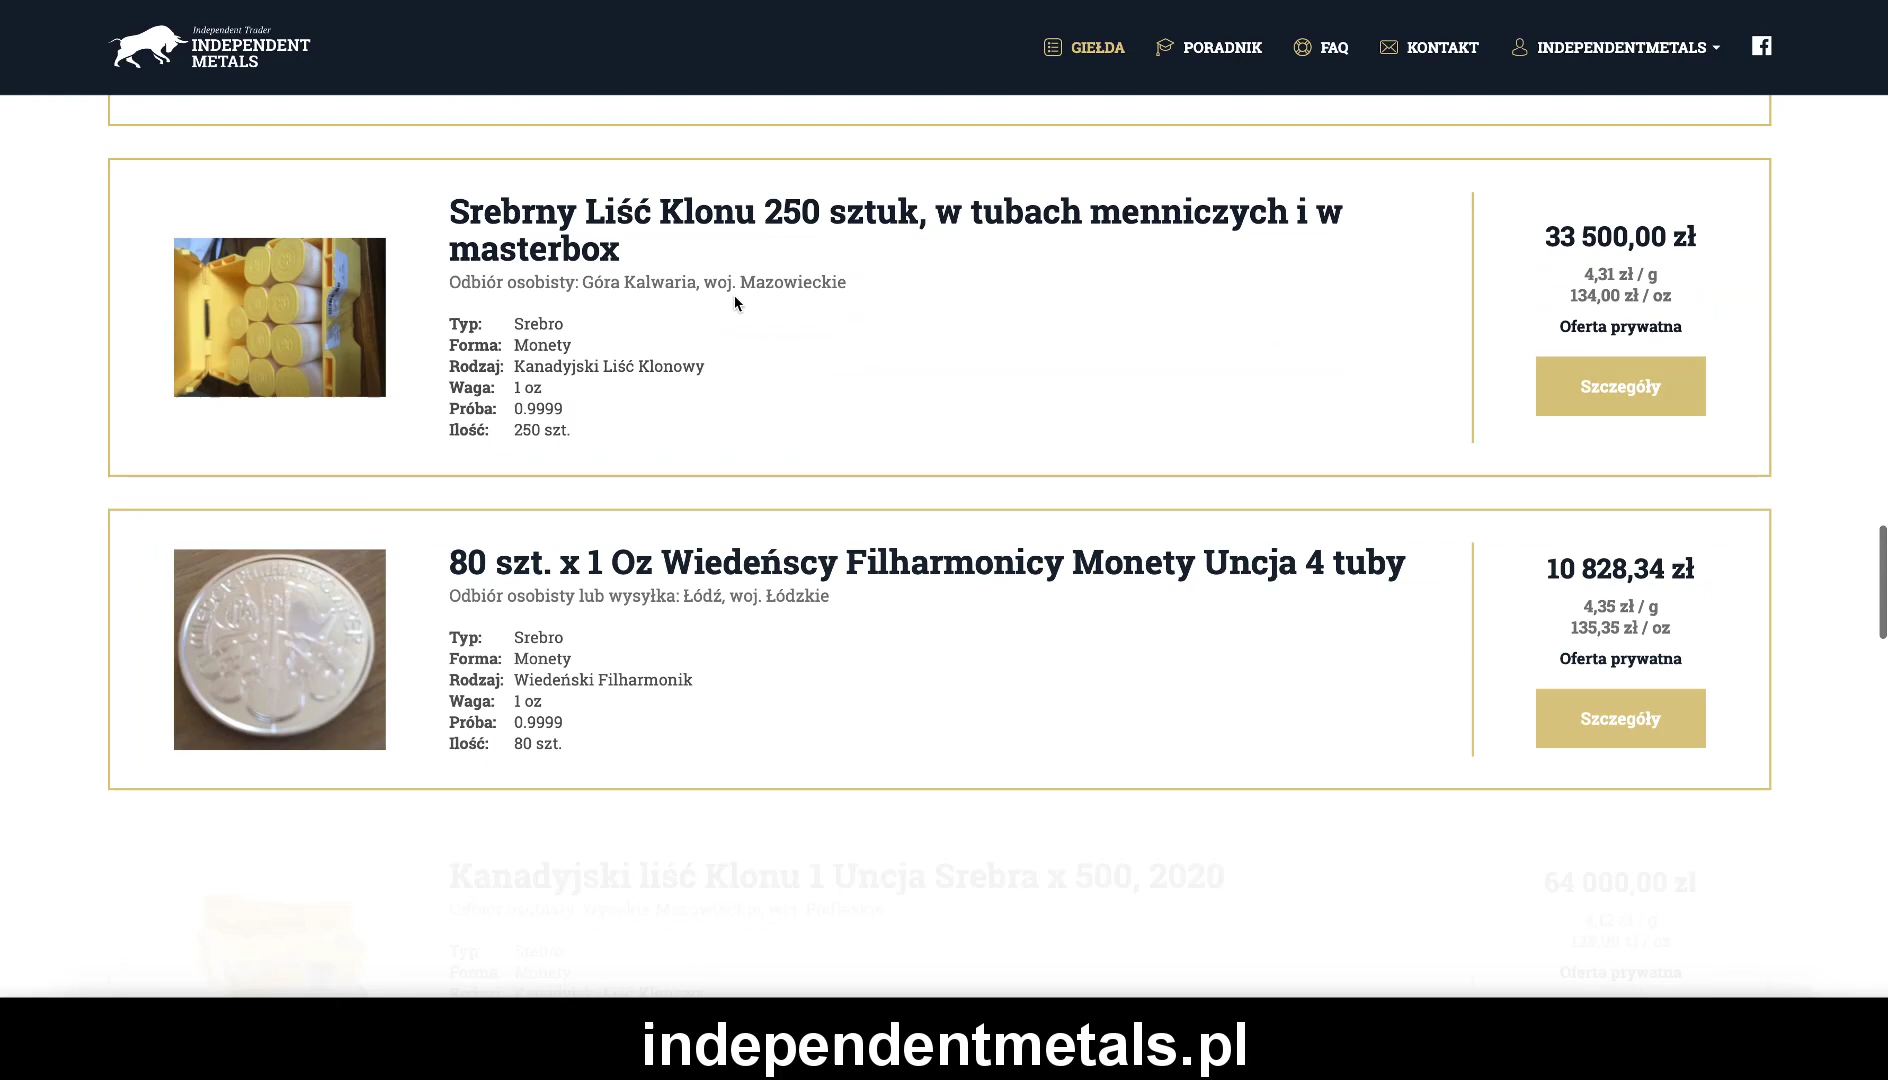 Independent Trader
INDEPENDENT
METALS
GIEŁDA
PORADNIK
FAQ
KONTAKT
INDEPENDENTMETALS
Srebrny Liść Klonu 250 sztuk, w tubach menniczych i w
masterbox
Odbiór osobisty: Góra Kalwaria, woj. Mazowieckie
Typ: Srebro
Forma: Monety
Rodzaj: Kanadyjski Liść Klonowy
Waga: 1 oz
Próba: 0.9999
Ilość: 250 szt.
33 500,00 zł
4,31 zł / g
134,00 zł / oz
Oferta prywatna
Szczegóły
80 szt. x 1 Oz Wiedeńscy Filharmonicy Monety Uncja 4 tuby
Odbiór osobisty lub wysyłka: Łódź, woj. Łódzkie
Typ: Srebro
Forma: Monety
Rodzaj: Wiedeński Filharmonik
Waga: 1 oz
Próba: 0.9999
Ilość: 80 szt.
10 828,34 zł
4,35 zł / g
135,35 zł / oz
Oferta prywatna
Szczegóły
Kanadyjski liść Klonu 1 Uncja Srebra x 500, 2020
Typ: Srebro
Forma: Monety
64 000,00 zł
Oferta prywatna
independentmetals.pl